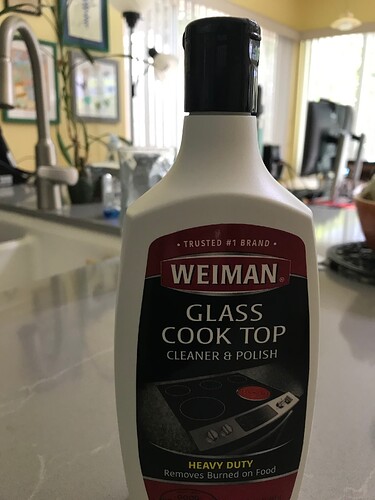 • TRUSTED #1 BRAND •
WEIMAN®
GLASS
COOK TOP
CLEANER & POLISH
HEAVY DUTY
Removes Burned on Food